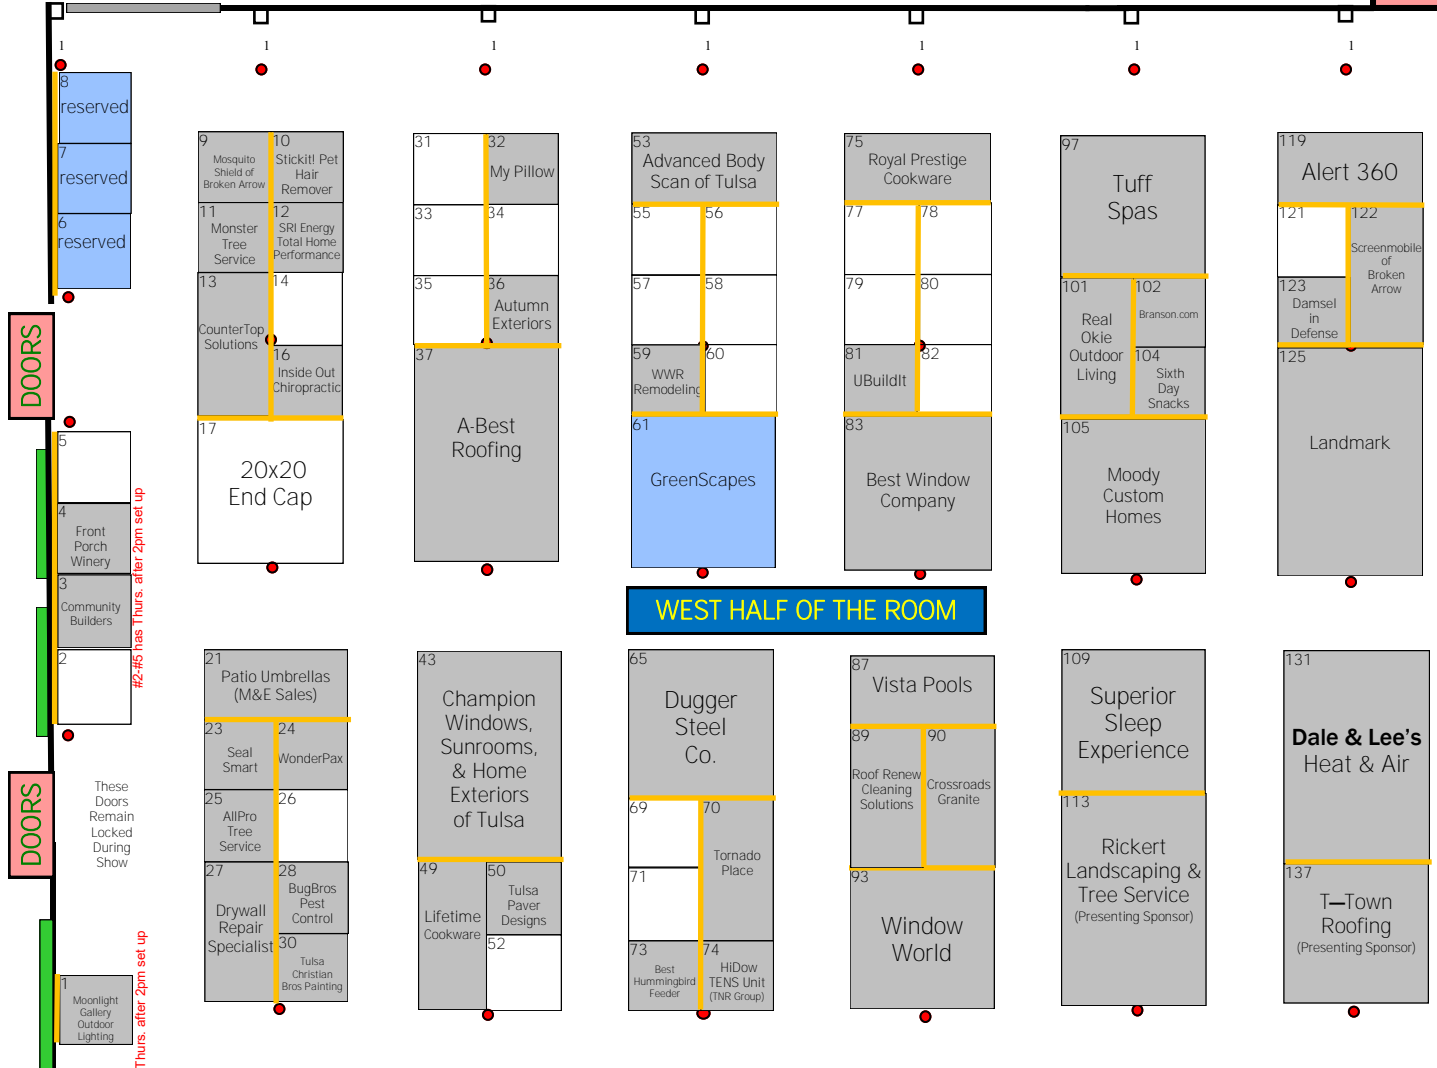 1
1
1
1
1
1
1
8
reserved
7
reserved
6
reserved
DOORS
5
4
Front
Porch
Winery
3
Community
Builders
2
#2-#5 has Thurs. after 2pm set up
DOORS
These
Doors
Remain
Locked
During
Show
1
Moonlight
Gallery
Outdoor
Lighting
Thurs. after 2pm set up
9
Mosquito
Shield of
Broken Arrow
10
Stickit! Pet
Hair
Remover
11
Monster
Tree
Service
12
SRI Energy
Total Home
Performance
13
CounterTop
Solutions
14
16
Inside Out
Chiropractic
17
20x20
End Cap
31
32
My Pillow
33
34
35
36
Autumn
Exteriors
37
A-Best
Roofing
53
Advanced Body
Scan of Tulsa
55
56
57
58
59
WWR
Remodeling
60
61
GreenScapes
75
Royal Prestige
Cookware
77
78
79
80
81
UBuildIt
82
83
Best Window
Company
97
Tuff
Spas
101
Real
Okie
Outdoor
Living
102
Branson.com
104
Sixth
Day
Snacks
105
Moody
Custom
Homes
119
Alert 360
121
122
Screenmobile
of
Broken
Arrow
123
Damsel
in
Defense
125
Landmark
WEST HALF OF THE ROOM
21
Patio Umbrellas
(M&E Sales)
23
Seal
Smart
24
WonderPax
25
AllPro
Tree
Service
26
27
Drywall
Repair
Specialist
28
BugBros
Pest
Control
30
Tulsa
Christian
Bros Painting
43
Champion
Windows,
Sunrooms,
& Home
Exteriors
of Tulsa
49
Lifetime
Cookware
50
Tulsa
Paver
Designs
52
65
Dugger
Steel
Co.
69
70
Tornado
Place
71
73
Best
Hummingbird
Feeder
74
HiDow
TENS Unit
(TNR Group)
87
Vista Pools
89
Roof Renew
Cleaning
Solutions
90
Crossroads
Granite
93
Window
World
109
Superior
Sleep
Experience
113
Rickert
Landscaping &
Tree Service
(Presenting Sponsor)
131
Dale & Lee's
Heat & Air
137
T—Town
Roofing
(Presenting Sponsor)